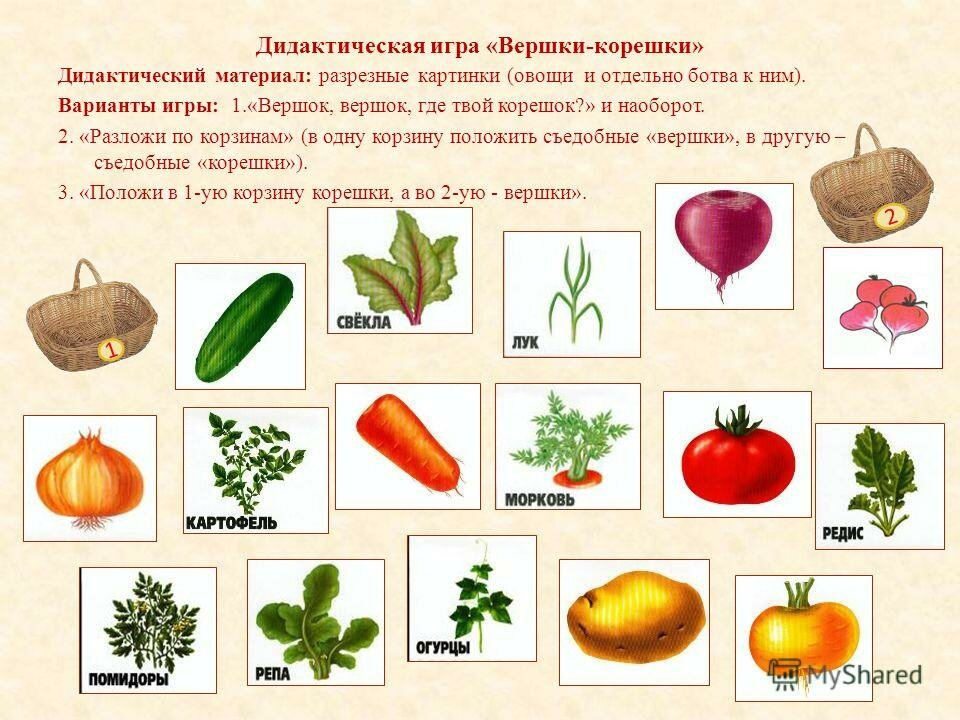 Дидактическая игра «Вершки-корешки»
Дидактический материал: разрезные картинки (овощи и отдельно ботва к ним).
Варианты игры: 1.«Вершок, вершок, где твой корешок?» и наоборот.
2. «Разложи по корзинам» (в одну корзину положить съедобные «вершки», в другую –
съедобные «корешки»).
3. «Положи в 1-ую корзину корешки, а во 2-ую - вершки».
2
1
СВЁКЛА
ЛУК
КАРТОФЕЛЬ
МОРКОВЬ
РЕДИС
ПОМИДОРЫ
РЕПА
ОГУРЦЫ
MyShared